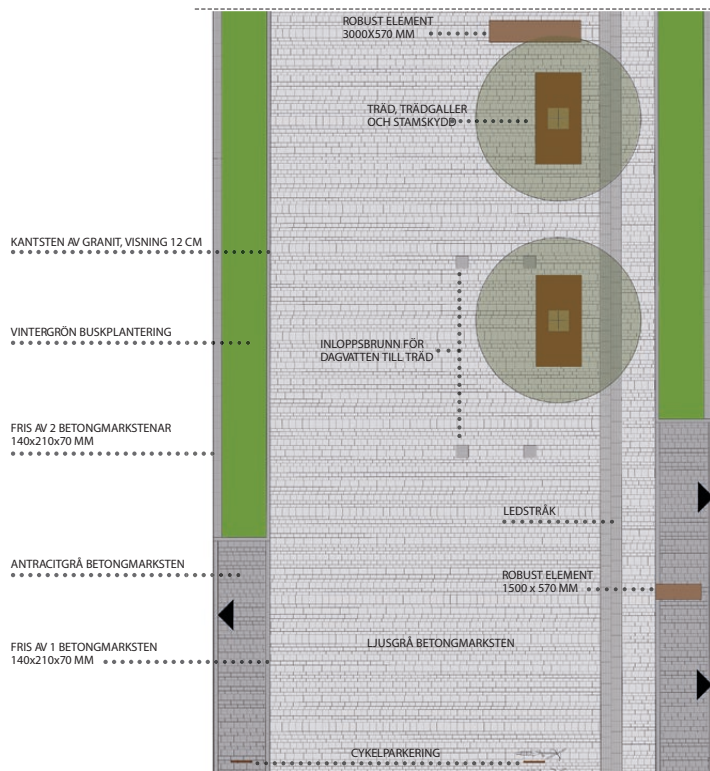 ROBUST ELEMENT
3000X570 MM
TRÄD, TRÄDGALLER
OCH STAMSKYDD
KANTSTEN AV GRANIT, VISNING 12 CM
VINTERGRÖN BUSKPLANTERING
INLOPPSBRUNN FÖR
DAGVATTEN TILL TRÄD
FRIS AV 2 BETONGMARKSTENAR
140x210x70 MM
LEDSTRÅK
ANTRACITGRÅ BETONGMARKSTEN
ROBUST ELEMENT
1500 x 570 MM
FRIS AV 1 BETONGMARKSTEN
140x210x70 MM
LJUSGRÅ BETONGMARKSTEN
CYKELPARKERING